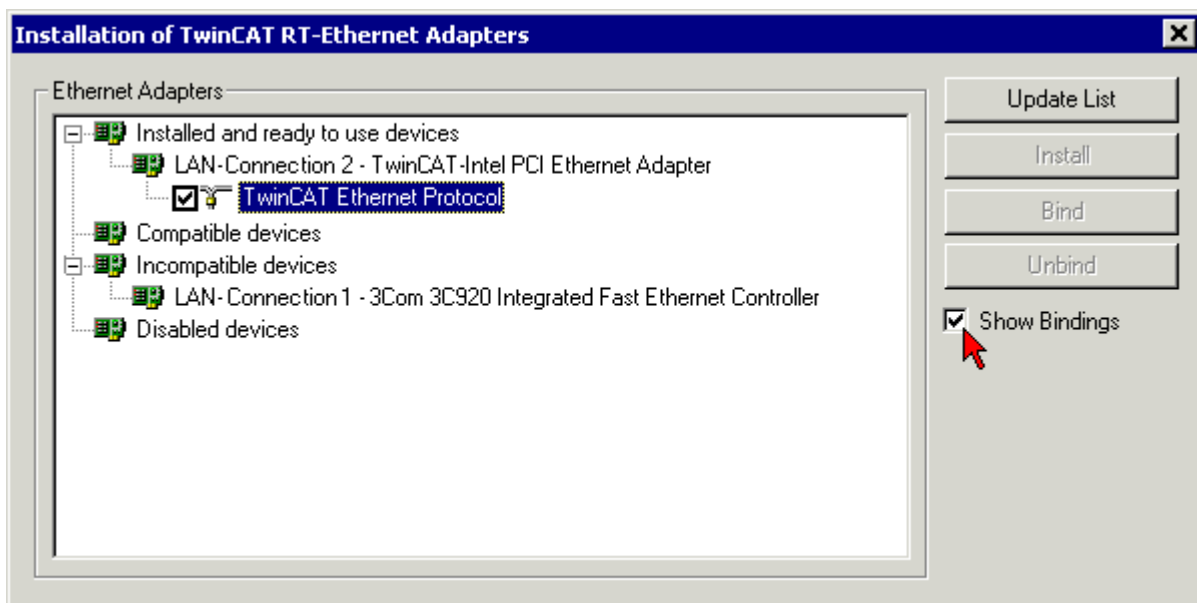 Installation of TwinCAT RT-Ethernet Adapters
Ethernet Adapters
Installed and ready to use devices
LAN-Connection 2 - TwinCAT-Intel PCI Ethernet Adapter
TwinCAT Ethernet Protocol
Compatible devices
Incompatible devices
LAN-Connection 1 - 3Com 3C920 Integrated Fast Ethernet Controller
Disabled devices
Update List
Install
Bind
Unbind
Show Bindings